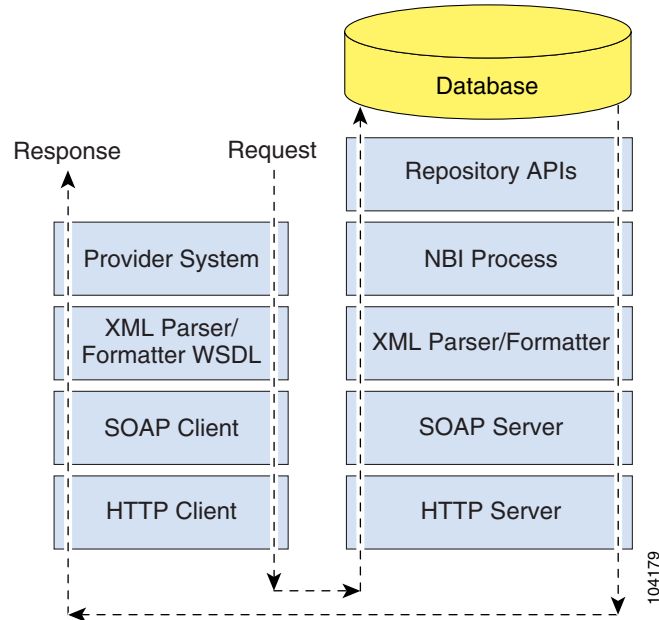 Database
Response
Request
Repository APIs
Provider System
NBI Process
XML Parser/
Formatter WSDL
XML Parser/Formatter
SOAP Client
SOAP Server
HTTP Client
HTTP Server
104179